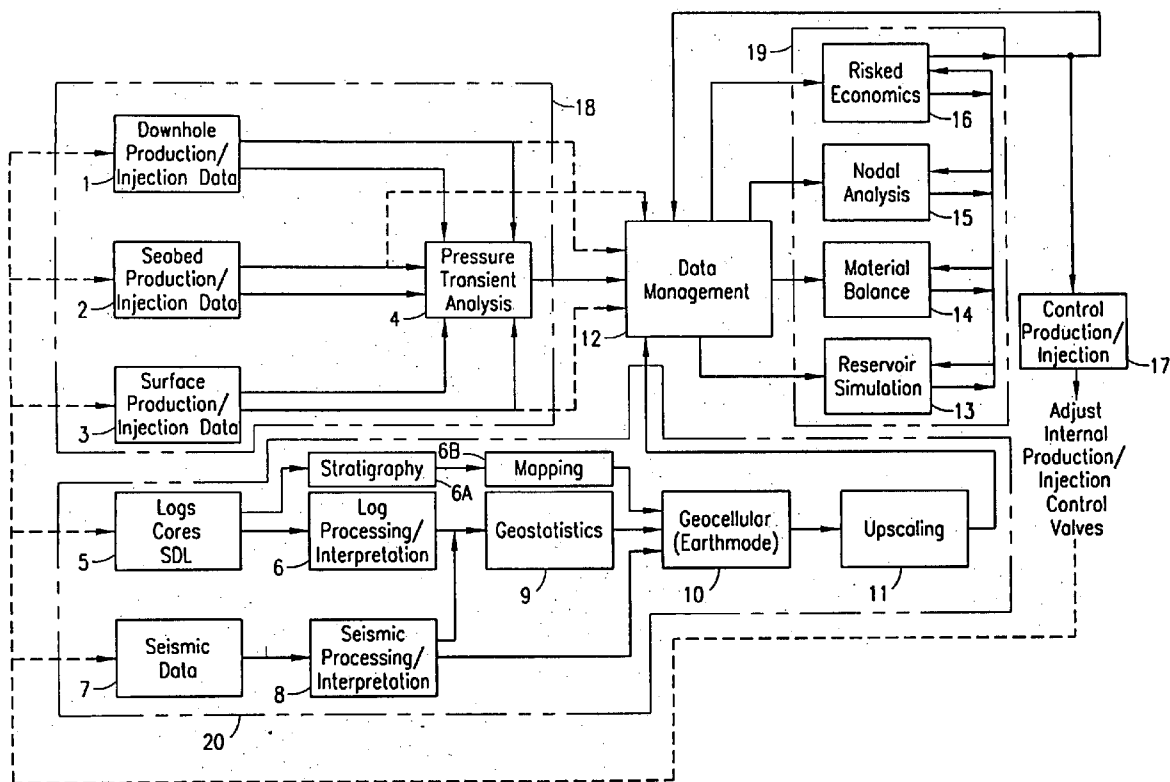 Downhole
Production/
Injection Data
1
Seabed
Production/
Injection Data
2
Surface
Production/
Injection Data
3
Pressure
Transient
Analysis
4
18
Data
Management
12
19
Risked
Economics
16
Nodal
Analysis
15
Material
Balance
14
Reservoir
Simulation
13
Control
Production/
Injection
17
Adjust
Internal
Production/
Injection
Control
Valves
Stratigraphy
6A
6B
Mapping
Logs
Cores
SDL
5
Log
Processing/
Interpretation
6
Geostatistics
9
Geocellular
(Earthmode)
10
Upscaling
11
Seismic
Data
7
Seismic
Processing/
Interpretation
8
20